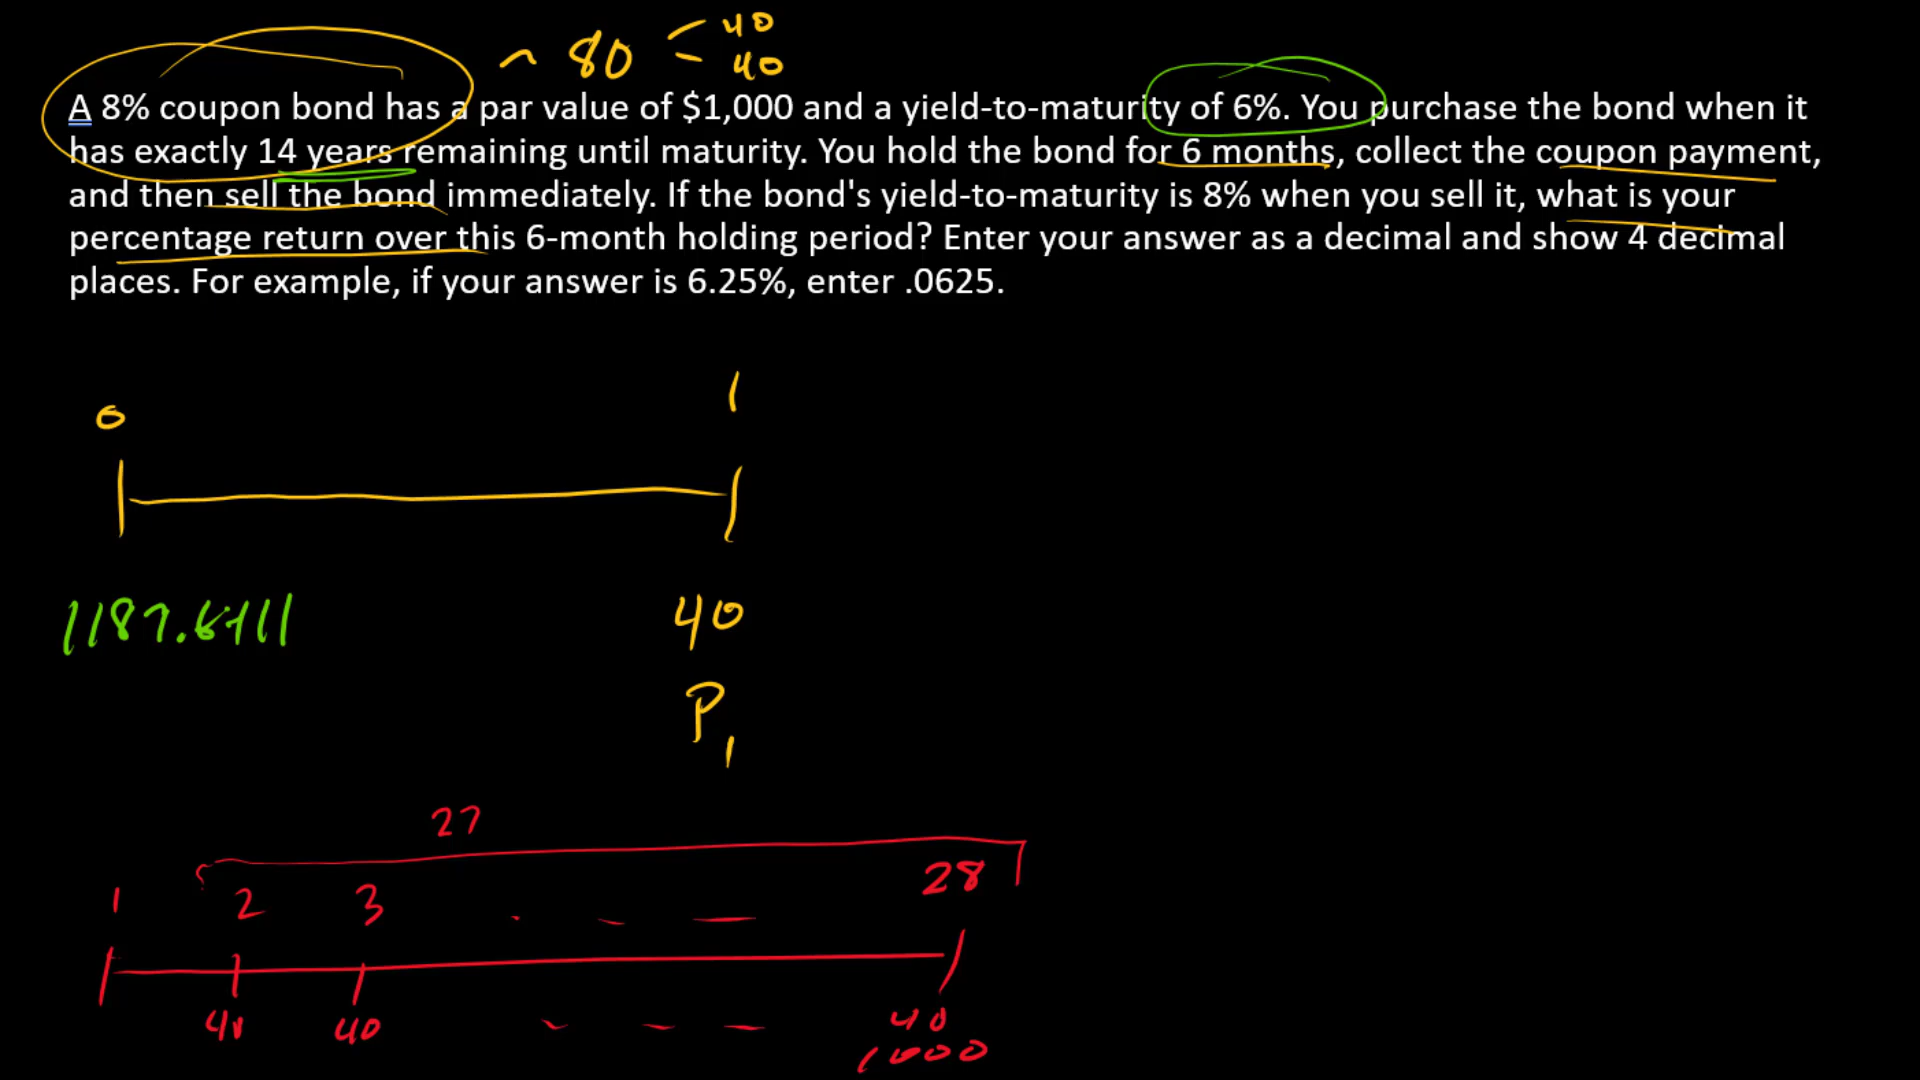 ~ 80 40
40
A 8% coupon bond has a par value of $1,000 and a yield-to-maturity of 6%. You purchase the bond when it
has exactly 14 years remaining until maturity. You hold the bond for 6 months, collect the coupon payment,
and then sell the bond immediately. If the bond's yield-to-maturity is 8% when you sell it, what is your
percentage return over this 6-month holding period? Enter your answer as a decimal and show 4 decimal
places. For example, if your answer is 6.25%, enter .0625.
0 1
1187.6411 40
P1
27
1 2 3 . - - 28
40 40 - - - 40
1000